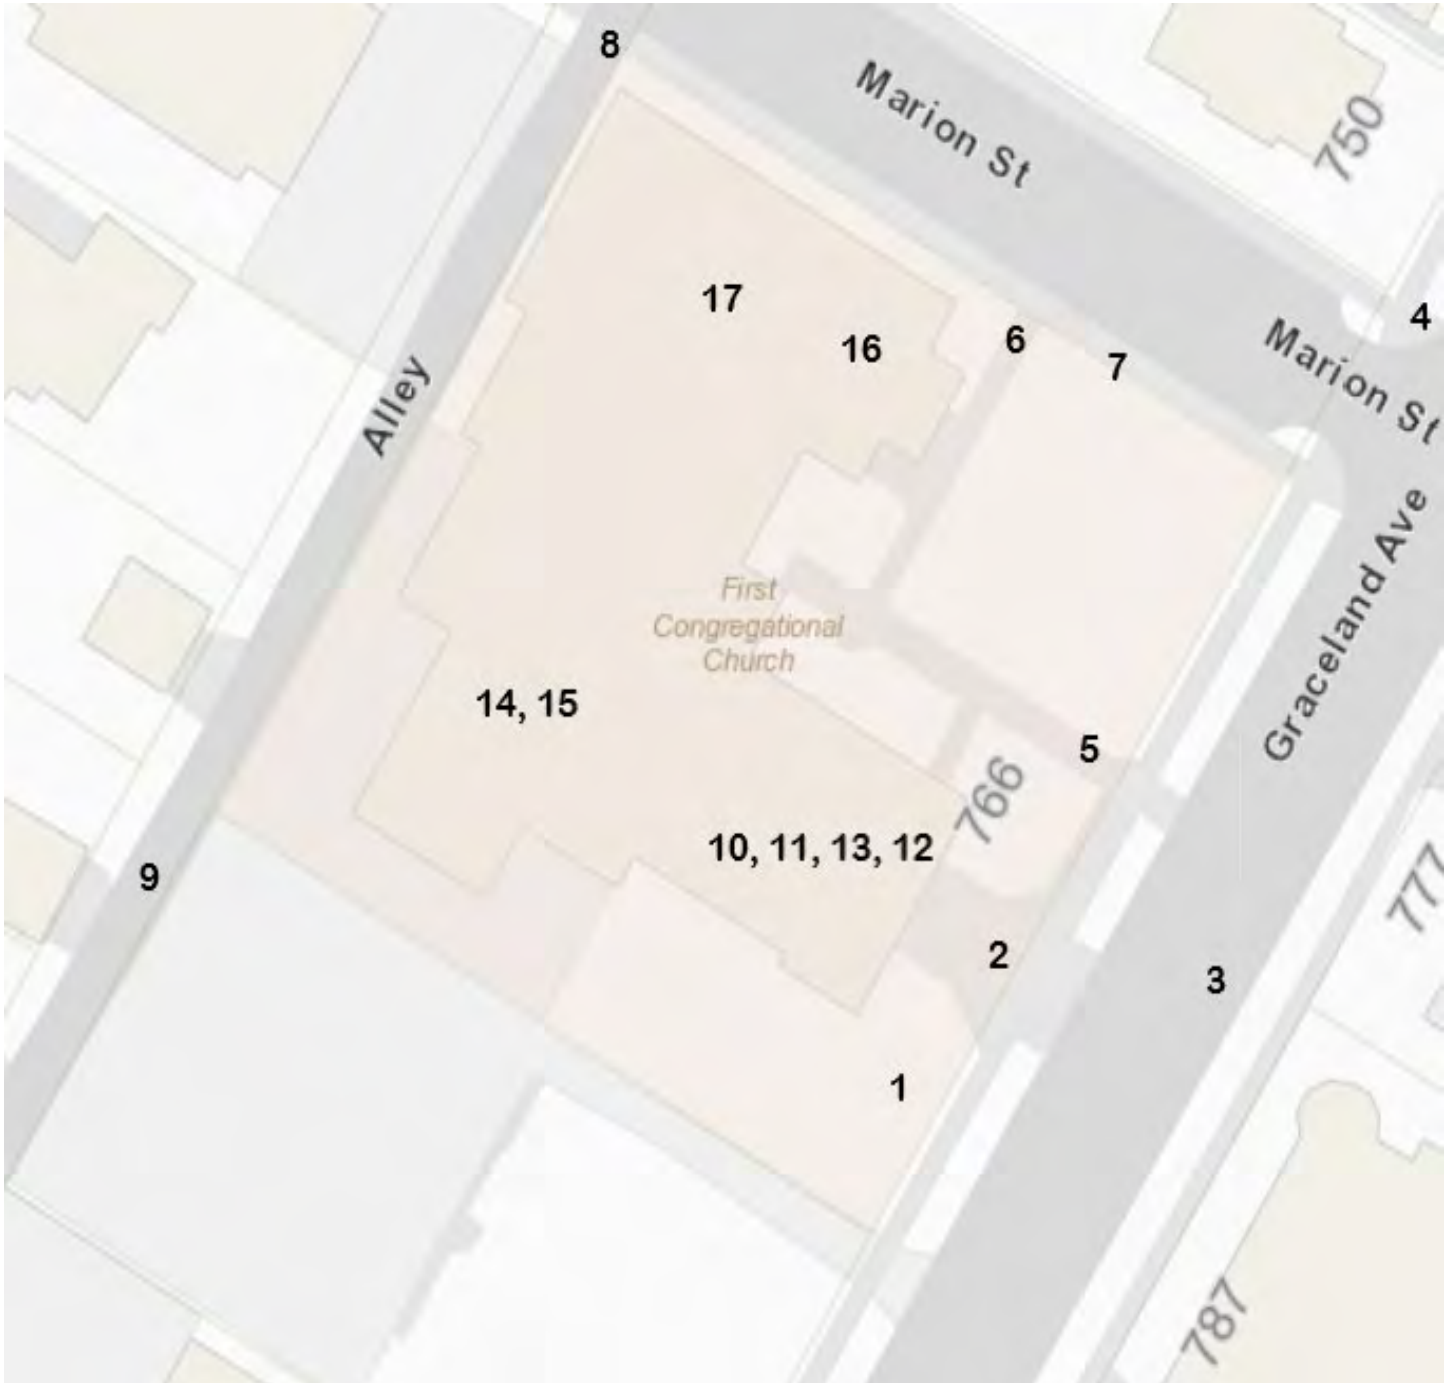 8
Marion St
750
17
16
6
7
4
Marion St
Alley
Graceland Ave
First
Congregational
Church
14, 15
5
766
10, 11, 13, 12
777
9
2
3
1
787